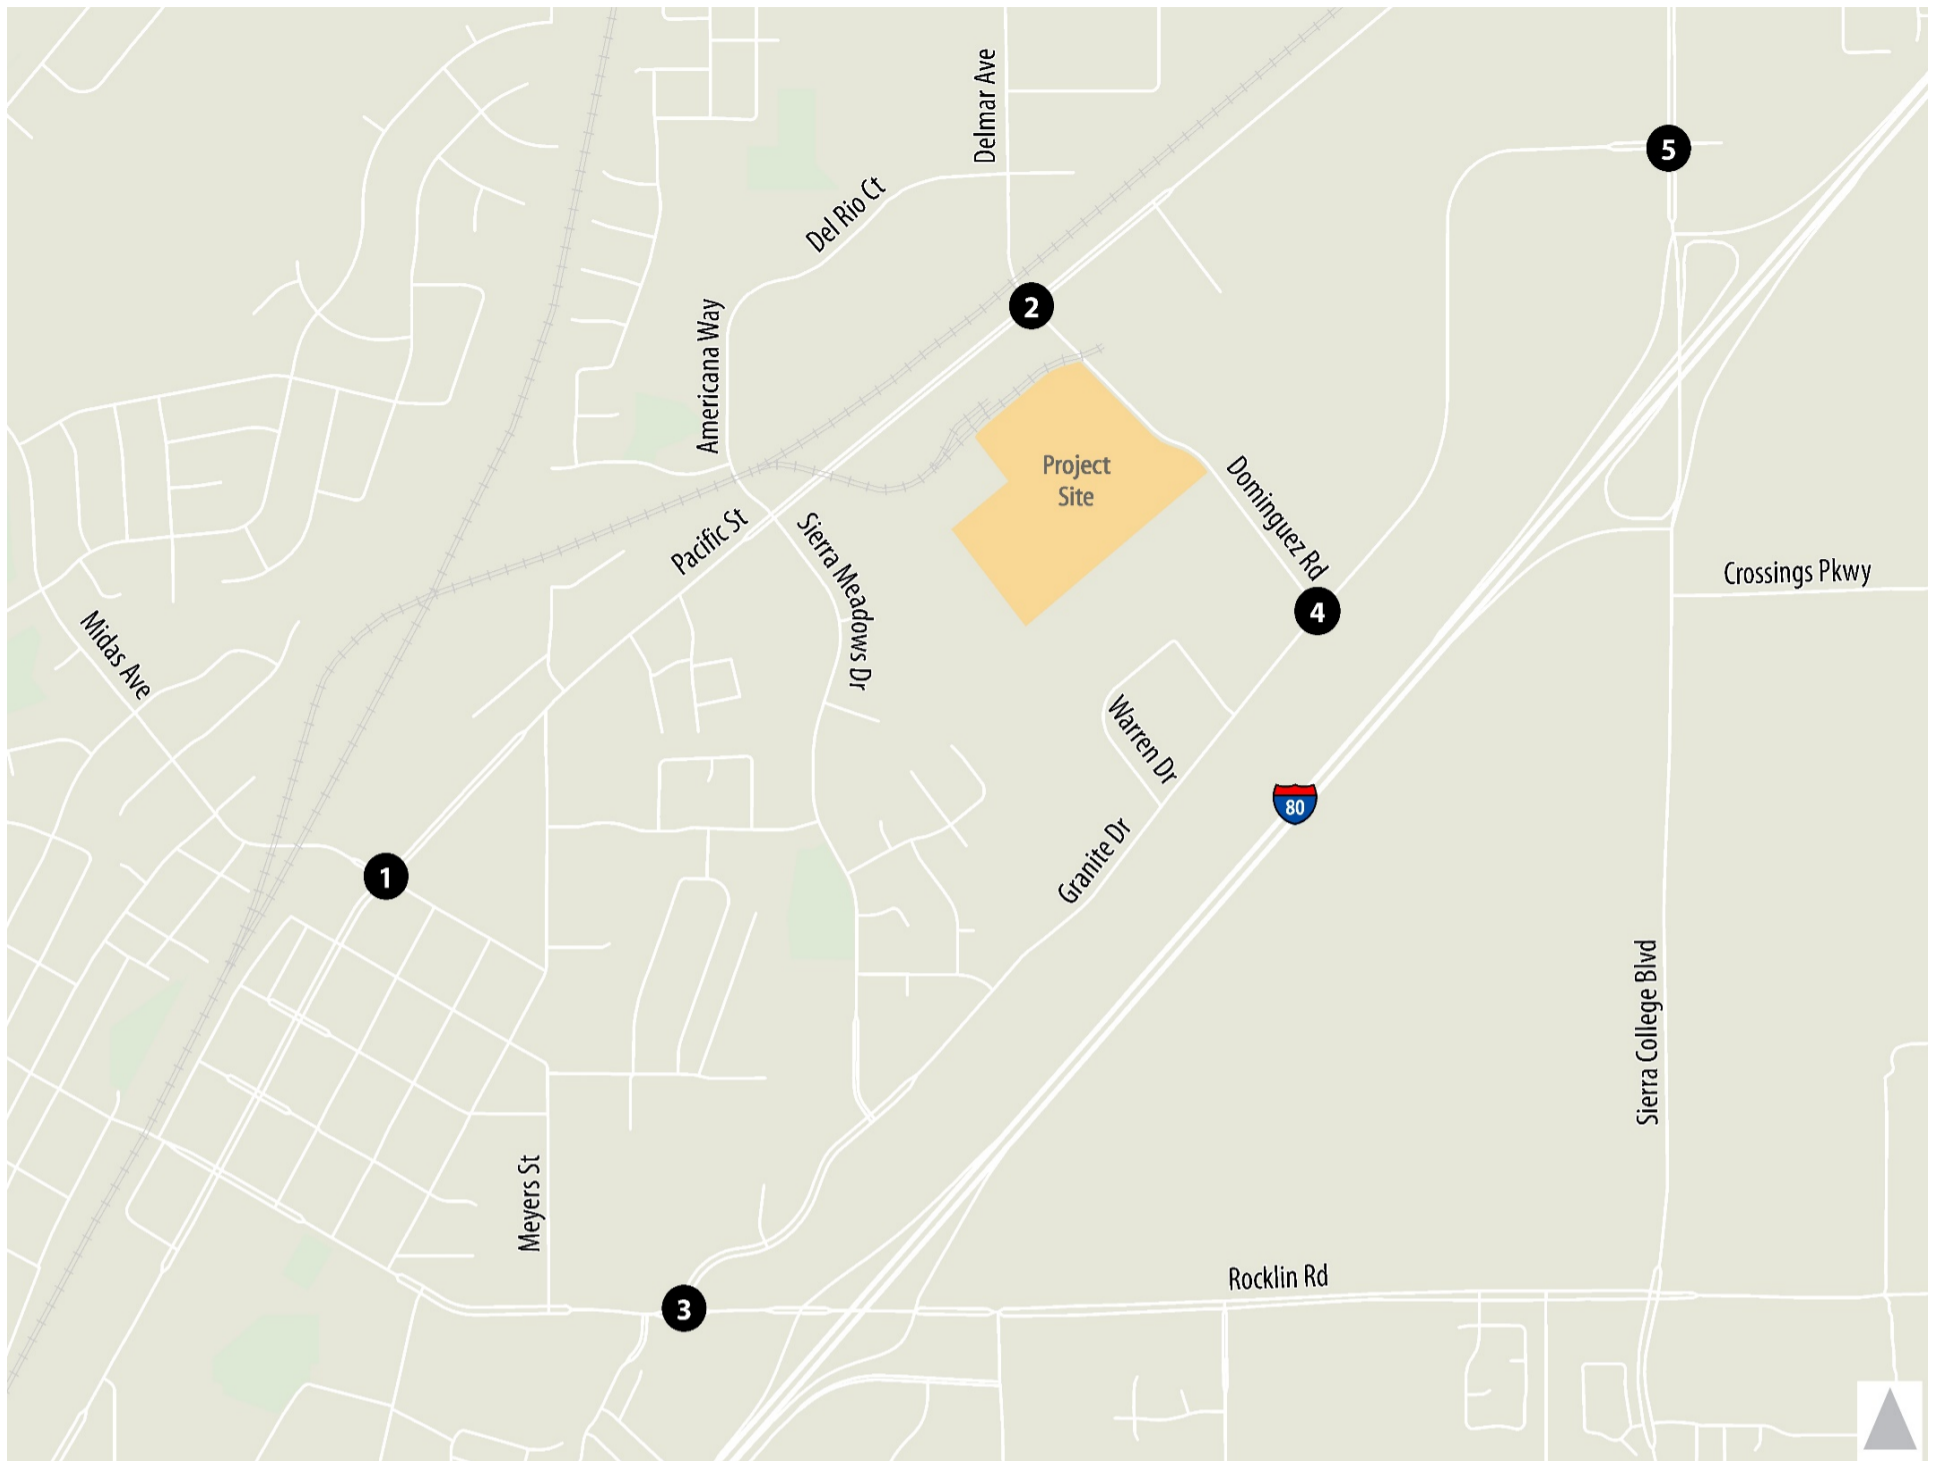 Delmar Ave
5
Del Rio Ct
2
Americana Way
Project
Site
Dominguez Rd
Pacific St
Sierra Meadows Dr
Crossings Pkwy
4
Midas Ave
Warren Dr
80
Granite Dr
1
Sierra College Blvd
Meyers St
Rocklin Rd
3